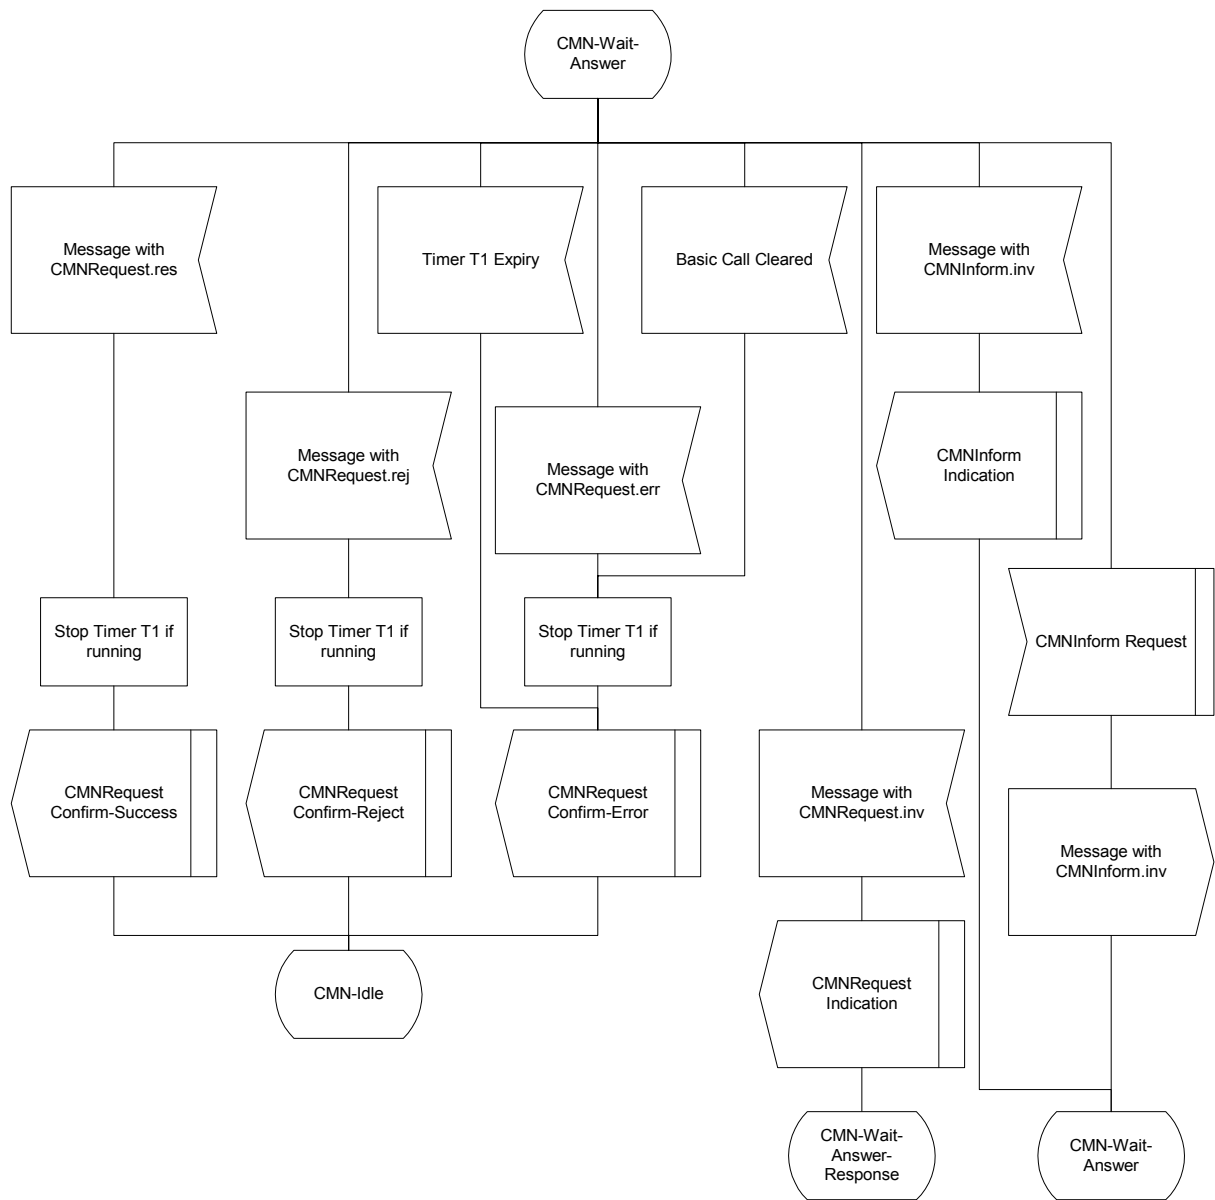 CMN-Wait-
Answer
Message with
CMNRequest.res
Timer T1 Expiry
Basic Call Cleared
Message with
CMNInform.inv
Message with
CMNRequest.rej
Message with
CMNRequest.err
CMNInform
Indication
Stop Timer T1 if
running
Stop Timer T1 if
running
Stop Timer T1 if
running
CMNInform Request
CMNRequest
Confirm-Success
CMNRequest
Confirm-Reject
CMNRequest
Confirm-Error
Message with
CMNRequest.inv
Message with
CMNInform.inv
CMN-Idle
CMNRequest
Indication
CMN-Wait-
Answer-
Response
CMN-Wait-
Answer